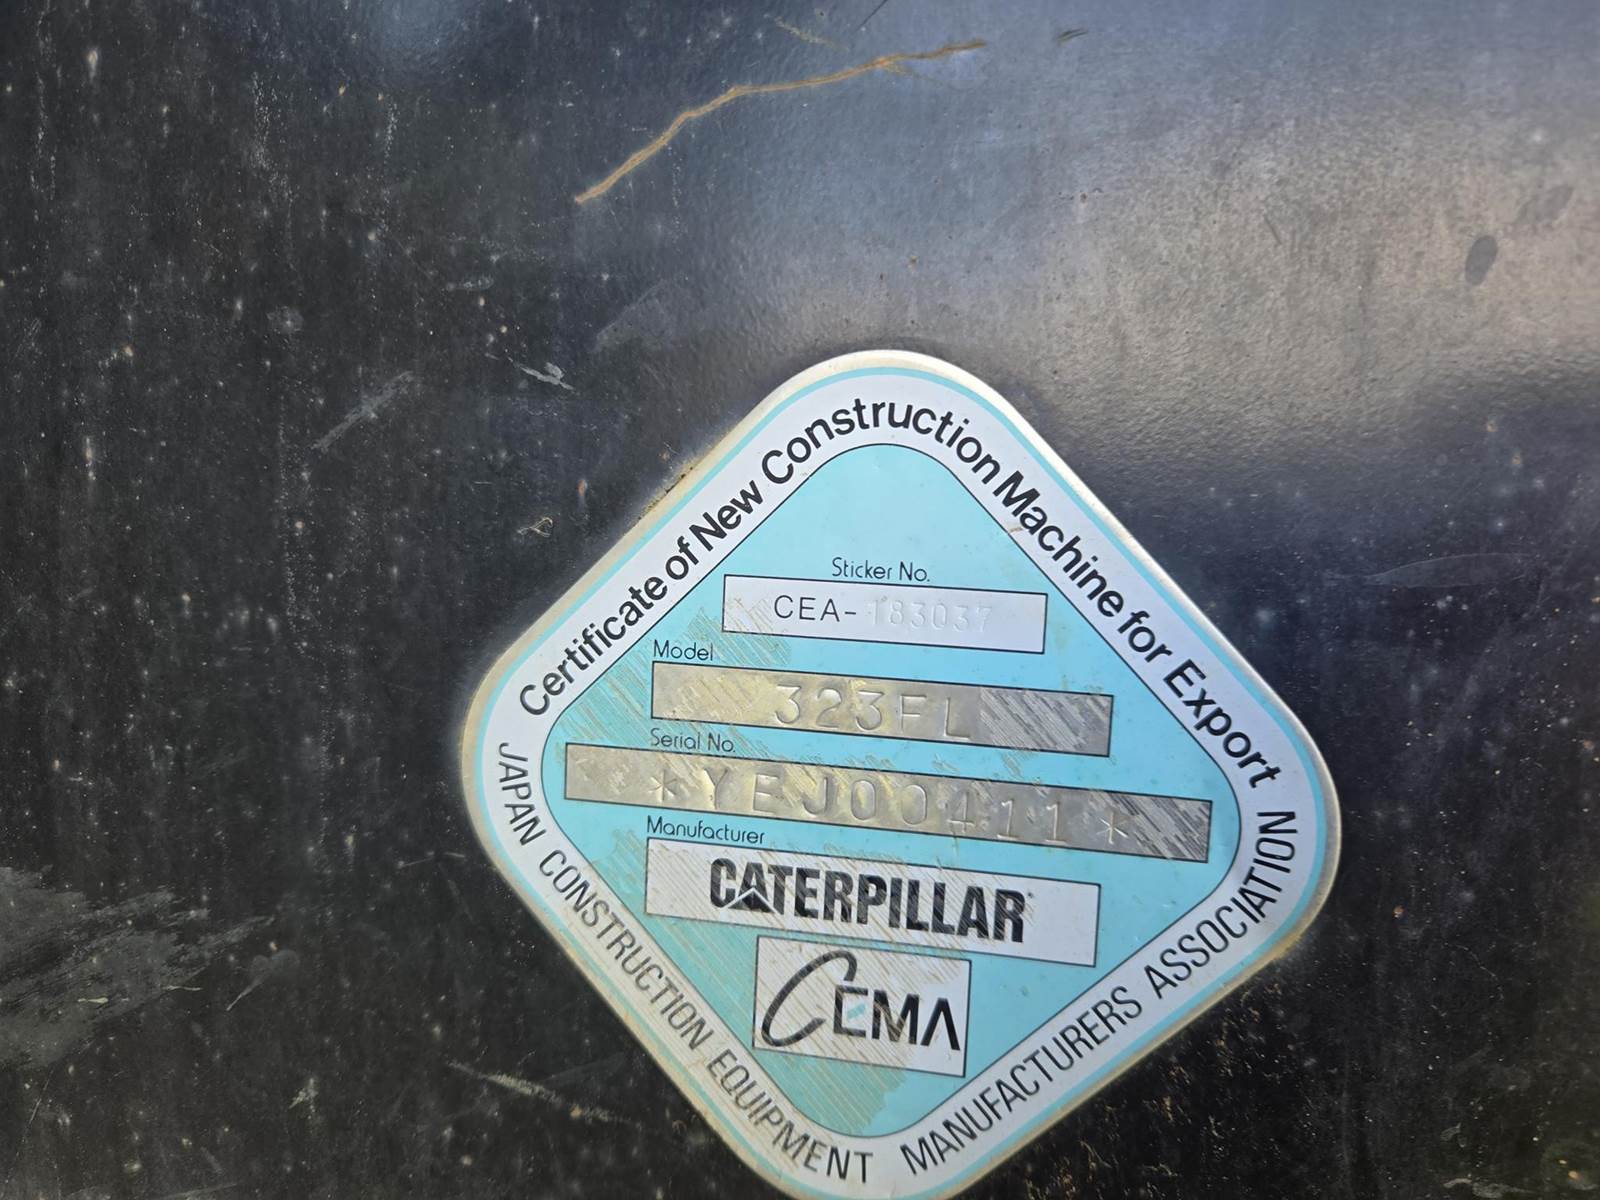 Certificate of New Construction Machine for Export
Sticker No.
CEA-183037
Model
323FL
Serial No.
*YEJ00411*
Manufacturer
CATERPILLAR
CEMA
JAPAN CONSTRUCTION EQUIPMENT MANUFACTURERS ASSOCIATION